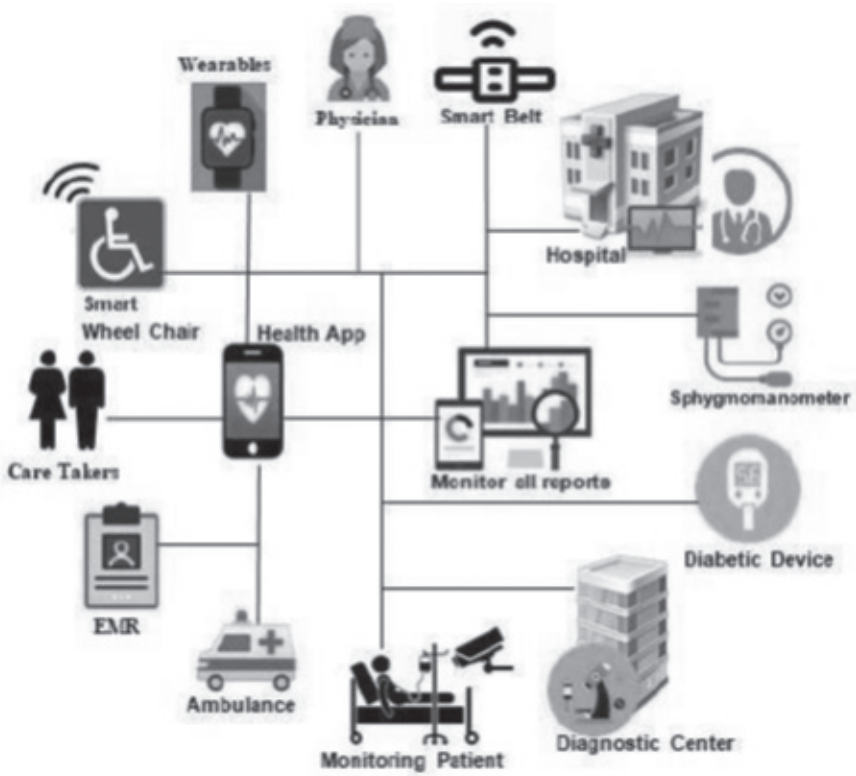 Wearables
Physician
Smart Belt
Hospital
Smart
Wheel Chair
Health App
Sphygmomanometer
Care Takers
Monitor all reports
Diabetic Device
EMR
Ambulance
Monitoring Patient
Diagnostic Center